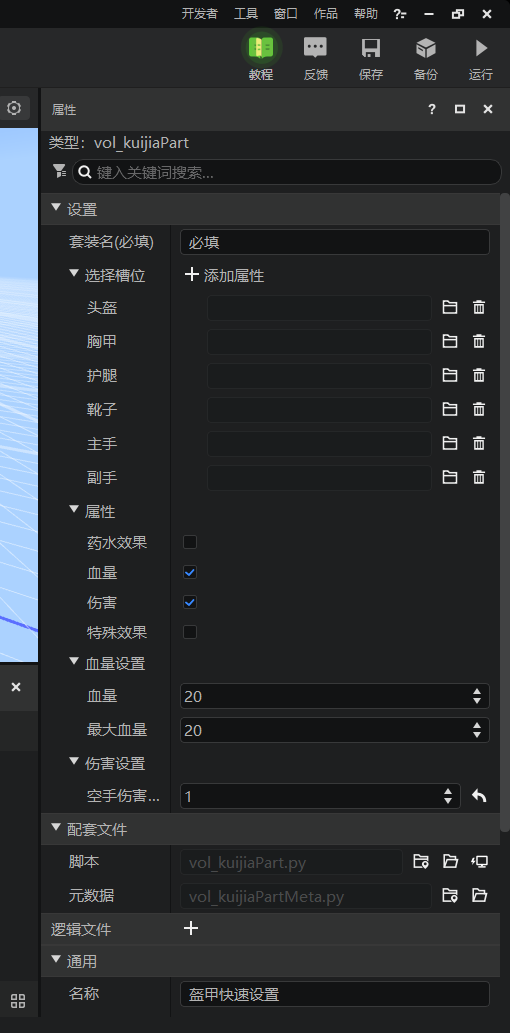 开发者 工具 窗口 作品 帮助
教程 反馈 保存 备份 运行
属性
类型: vol_kuijiaPart
键入关键词搜索...
设置
套装名(必填) 必填
选择槽位 添加属性
头盔
胸甲
护腿
靴子
主手
副手
属性
药水效果
血量
伤害
特殊效果
血量设置
血量 20
最大血量 20
伤害设置
空手伤害... 1
配套文件
脚本 vol_kuijiaPart.py
元数据 vol_kuijiaPartMeta.py
逻辑文件
通用
名称 盔甲快速设置